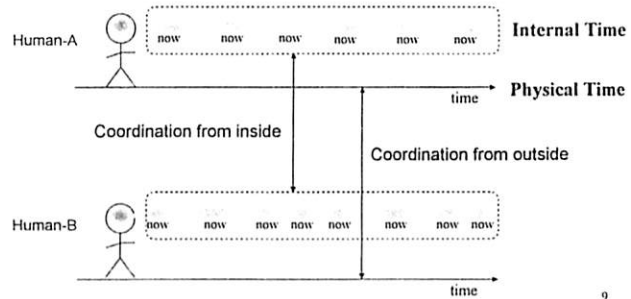 Human-A
now now now now now now
Internal Time
time
Physical Time
Coordination from inside
Coordination from outside
Human-B
now now now now now now now
time
9